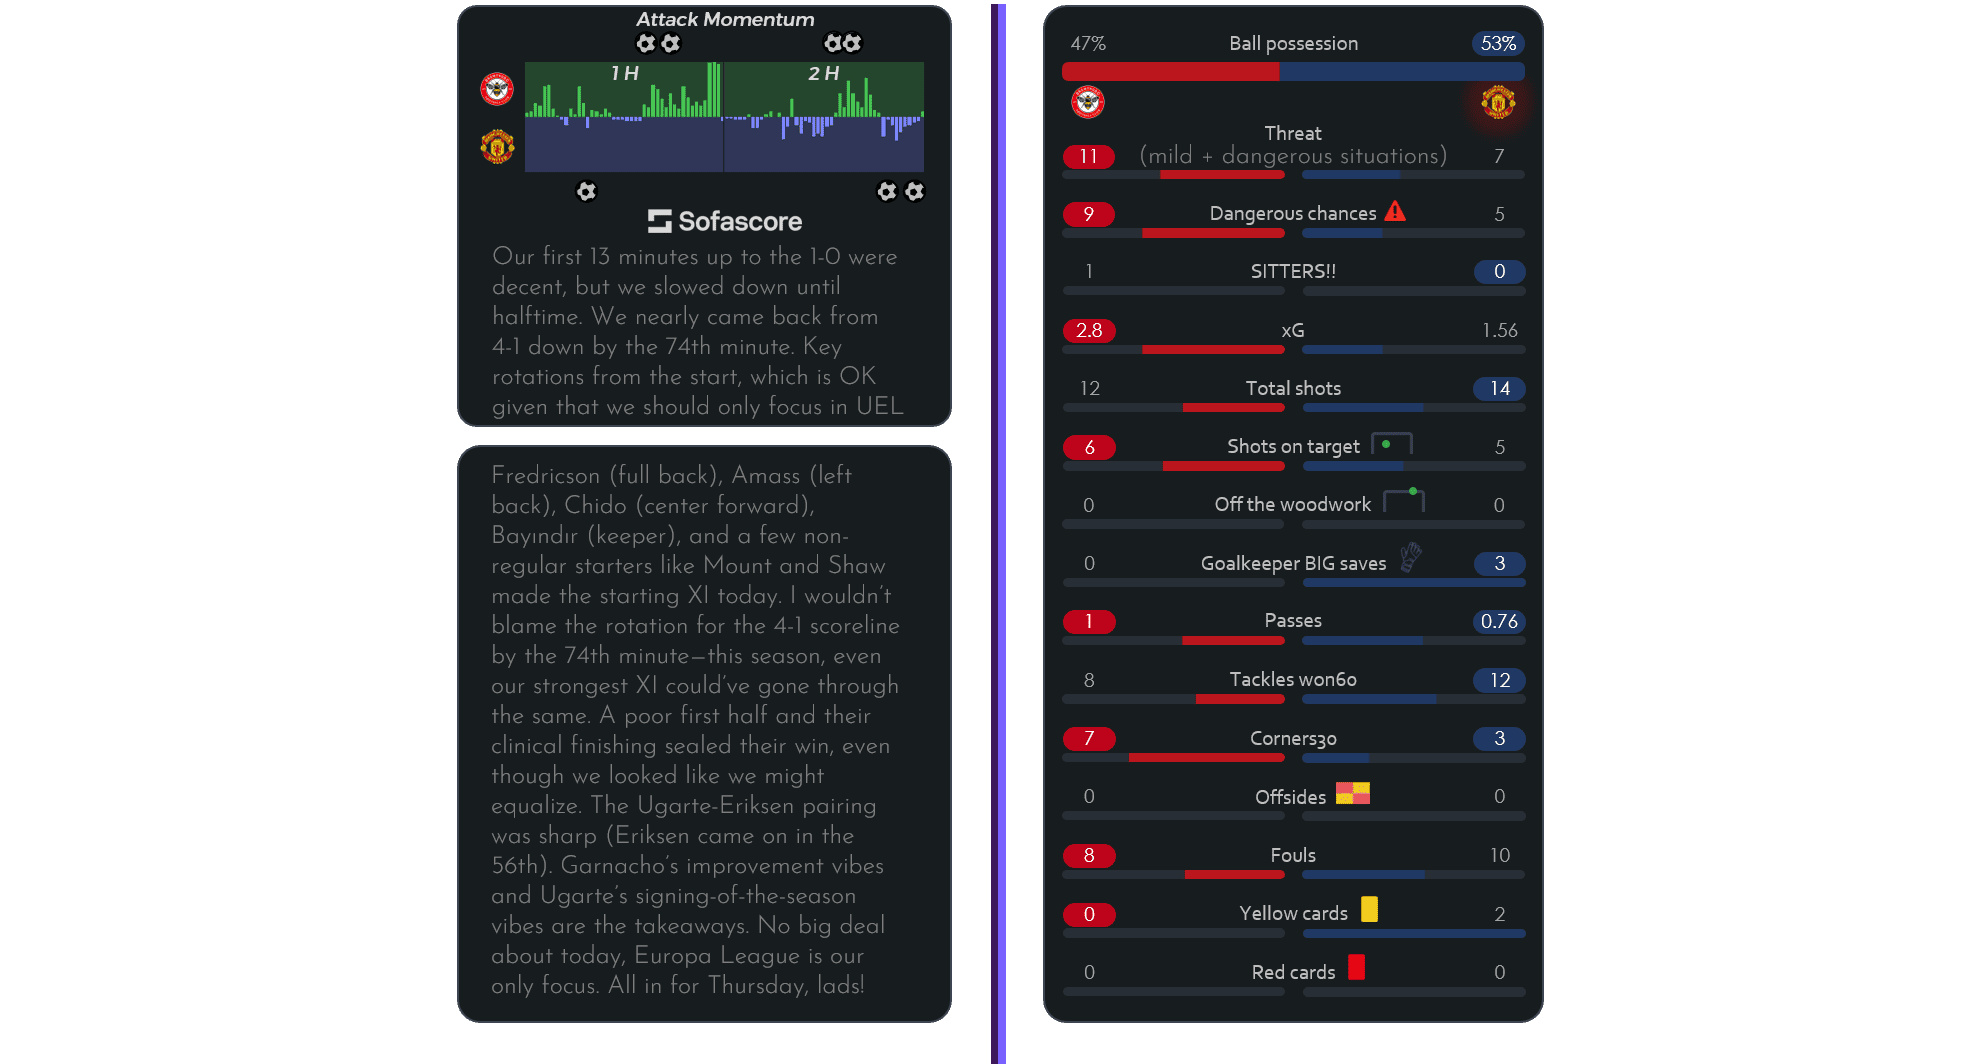 Attack Momentum
1 H
2 H
Sofascore
Our first 13 minutes up to the 1-0 were
decent, but we slowed down until
halftime. We nearly came back from
4-1 down by the 74th minute. Key
rotations from the start, which is OK
given that we should only focus in UEL
Fredricson (full back), Amass (left
back), Chido (center forward),
Bayındır (keeper), and a few non-
regular starters like Mount and Shaw
made the starting XI today. I wouldn't
blame the rotation for the 4-1 scoreline
by the 74th minute—this season, even
our strongest XI could've gone through
the same. A poor first half and their
clinical finishing sealed their win, even
though we looked like we might
equalize. The Ugarte-Eriksen pairing
was sharp (Eriksen came on in the
56th). Garnacho's improvement vibes
and Ugarte's signing-of-the-season
vibes are the takeaways. No big deal
about today, Europa League is our
only focus. All in for Thursday, lads!
47% Ball possession 53%
Threat
11 (mild + dangerous situations) 7
9 Dangerous chances 5
1 SITTERS!! 0
2.8 xG 1.56
12 Total shots 14
6 Shots on target 5
0 Off the woodwork 0
0 Goalkeeper BIG saves 3
1 Passes 0.76
8 Tackles won60 12
7 Corners30 3
0 Offsides 0
8 Fouls 10
0 Yellow cards 2
0 Red cards 0